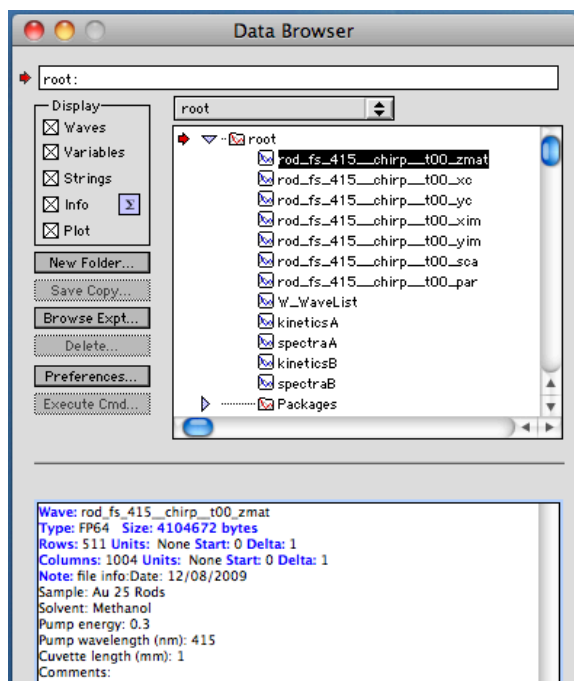 Data Browser
root:
Display
Waves
Variables
Strings
Info Σ
Plot
New Folder...
Save Copy...
Browse Expt...
Delete...
Preferences...
Execute Cmd...
root
root
rod_fs_415__chirp__t00_zmat
rod_fs_415__chirp__t00_xc
rod_fs_415__chirp__t00_yc
rod_fs_415__chirp__t00_xim
rod_fs_415__chirp__t00_yim
rod_fs_415__chirp__t00_sca
rod_fs_415__chirp__t00_par
W_WaveList
kineticsA
spectraA
kineticsB
spectraB
Packages
Wave: rod_fs_415__chirp__t00_zmat
Type: FP64 Size: 4104672 bytes
Rows: 511 Units: None Start: 0 Delta: 1
Columns: 1004 Units: None Start: 0 Delta: 1
Note: file info:Date: 12/08/2009
Sample: Au 25 Rods
Solvent: Methanol
Pump energy: 0.3
Pump wavelength (nm): 415
Cuvette length (mm): 1
Comments: